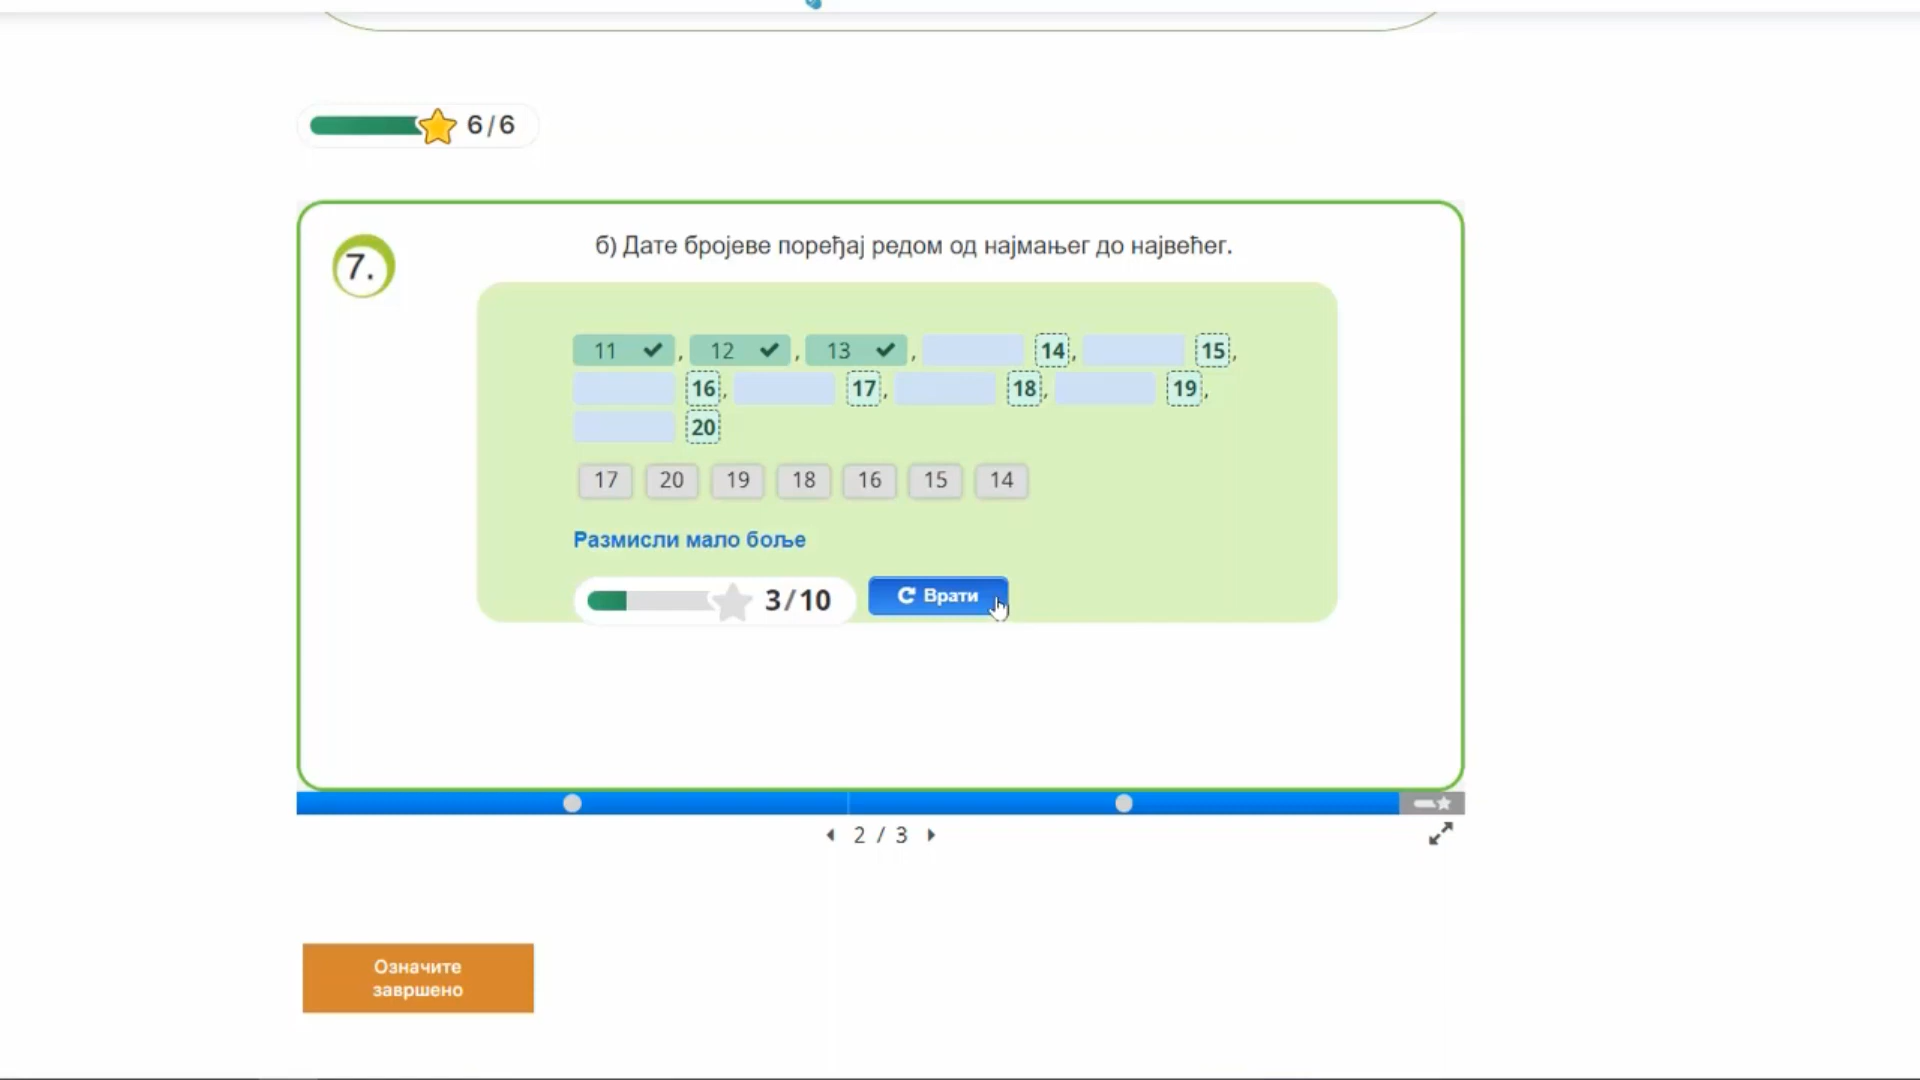 6/6
7.
б) Дате бројеве поређај редом од најмањег до највећег.
11 , 12 , 13 , 14, 15,
16, 17, 18, 19,
20
17 20 19 18 16 15 14
Размисли мало боље
3/10 Врати
2 / 3
Означите
завршено